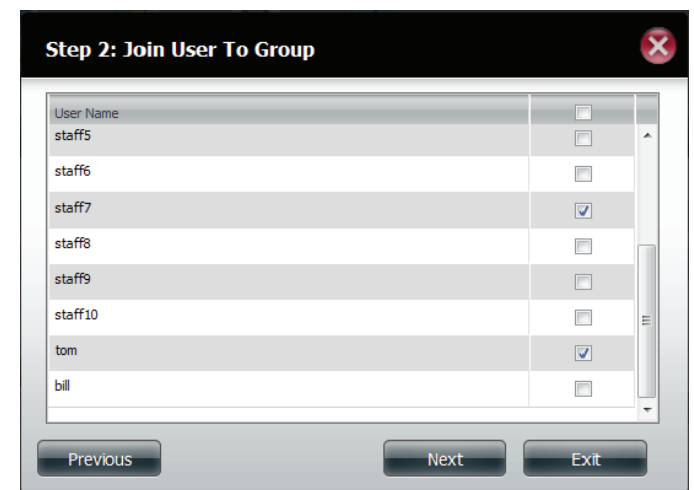 Step 2: Join User To Group
User Name
staff5
staff6
staff7
staff8
staff9
staff10
tom
bill
Previous Next Exit